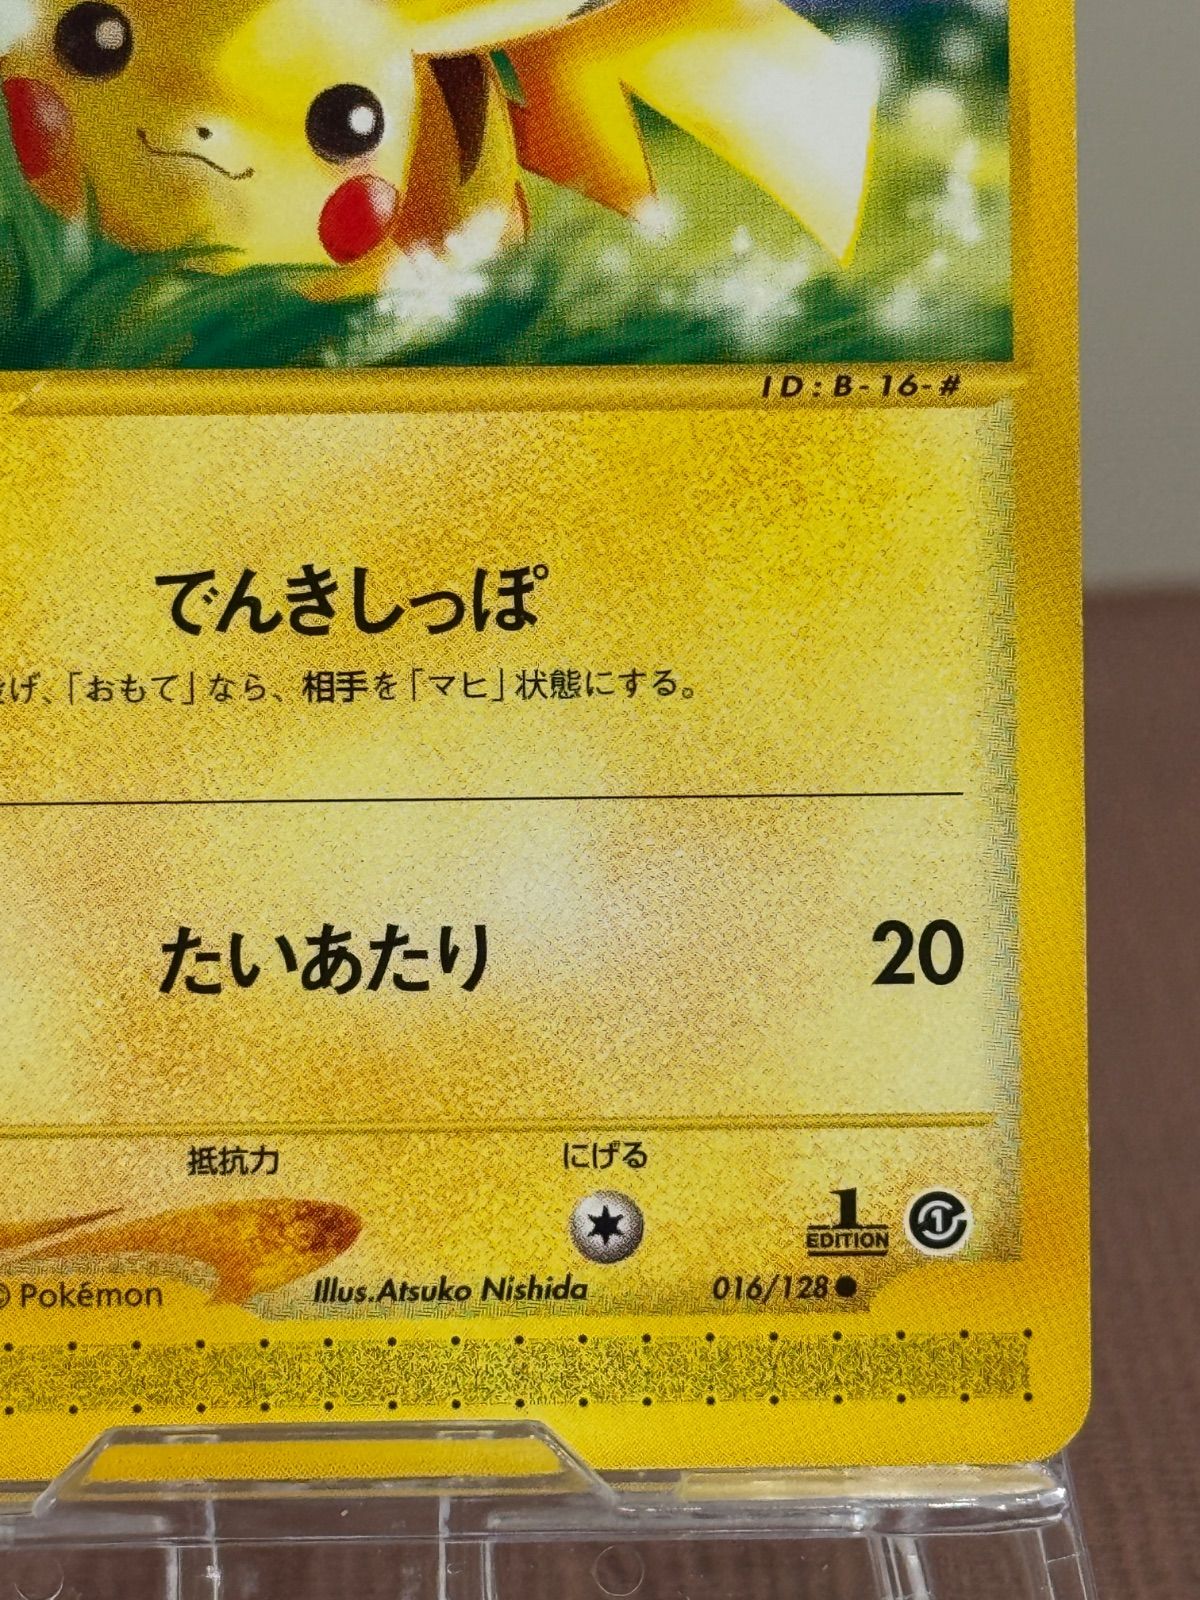 ID:B-16-#
でんきしっぽ
げ、「おもて」なら、相手を「マヒ」状態にする。
たいあたり 20
抵抗力 にげる
1 EDITION 1
© Pokémon Illus.Atsuko Nishida 016/128●